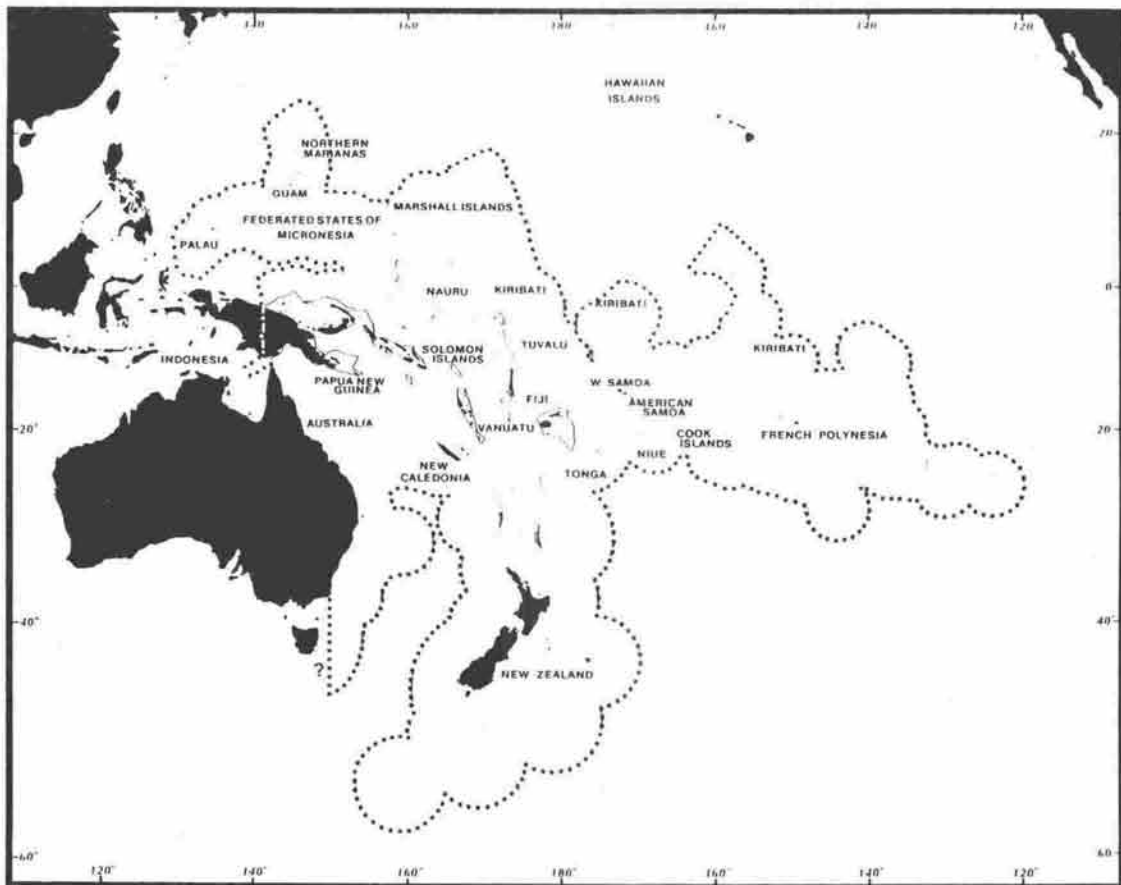 140 160 180 160 140 120
HAWAIIAN
ISLANDS
20
NORTHERN
MARIANAS
GUAM
MARSHALL ISLANDS
FEDERATED STATES OF
MICRONESIA
PALAU
NAURU
KIRIBATI
KIRIBATI
0
0
SOLOMON
ISLANDS
TUVALU
KIRIBATI
INDONESIA
PAPUA NEW
GUINEA
W. SAMOA
FIJI
AMERICAN
SAMOA
AUSTRALIA
VANUATU
COOK
ISLANDS
FRENCH POLYNESIA
20°
20
NEW
CALEDONIA
TONGA
NIUE
40°
40°
?
NEW ZEALAND
60°
60
120° 140° 160° 180° 160° 140° 120°